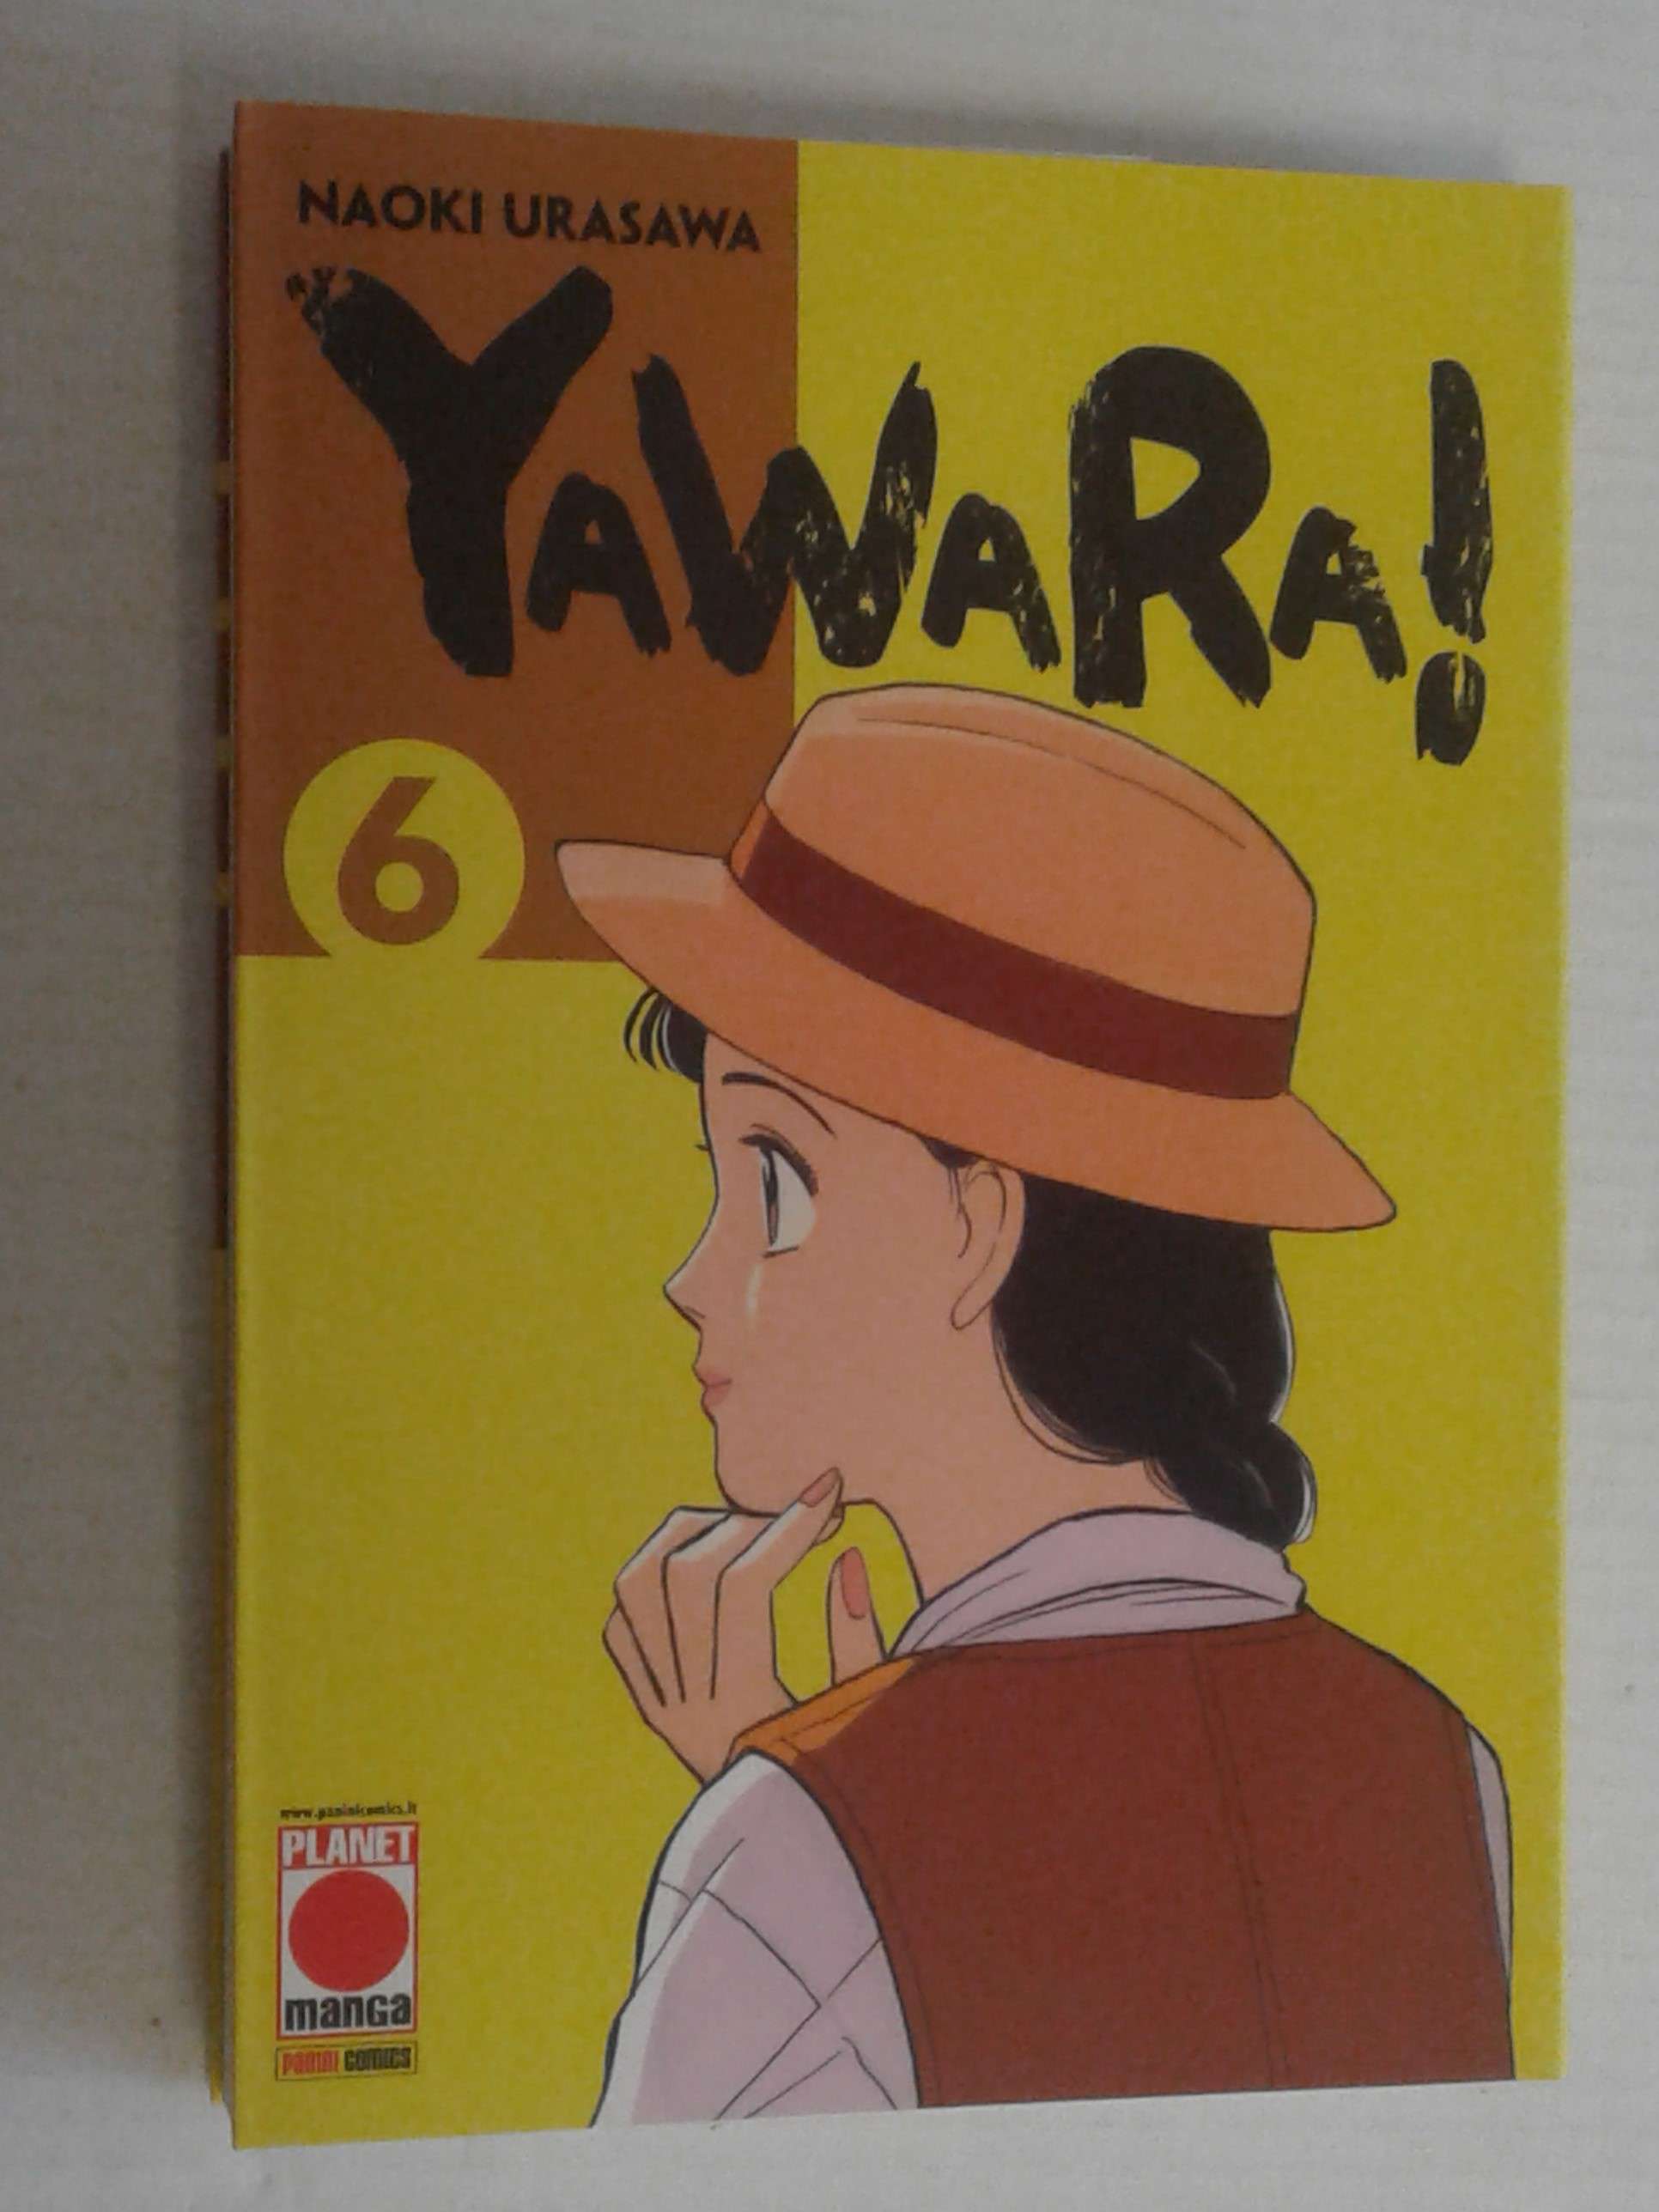 NAOKI URASAWA
YAWARA!
6
www.paninicomics.it
PLANET
manga
PANINI COMICS